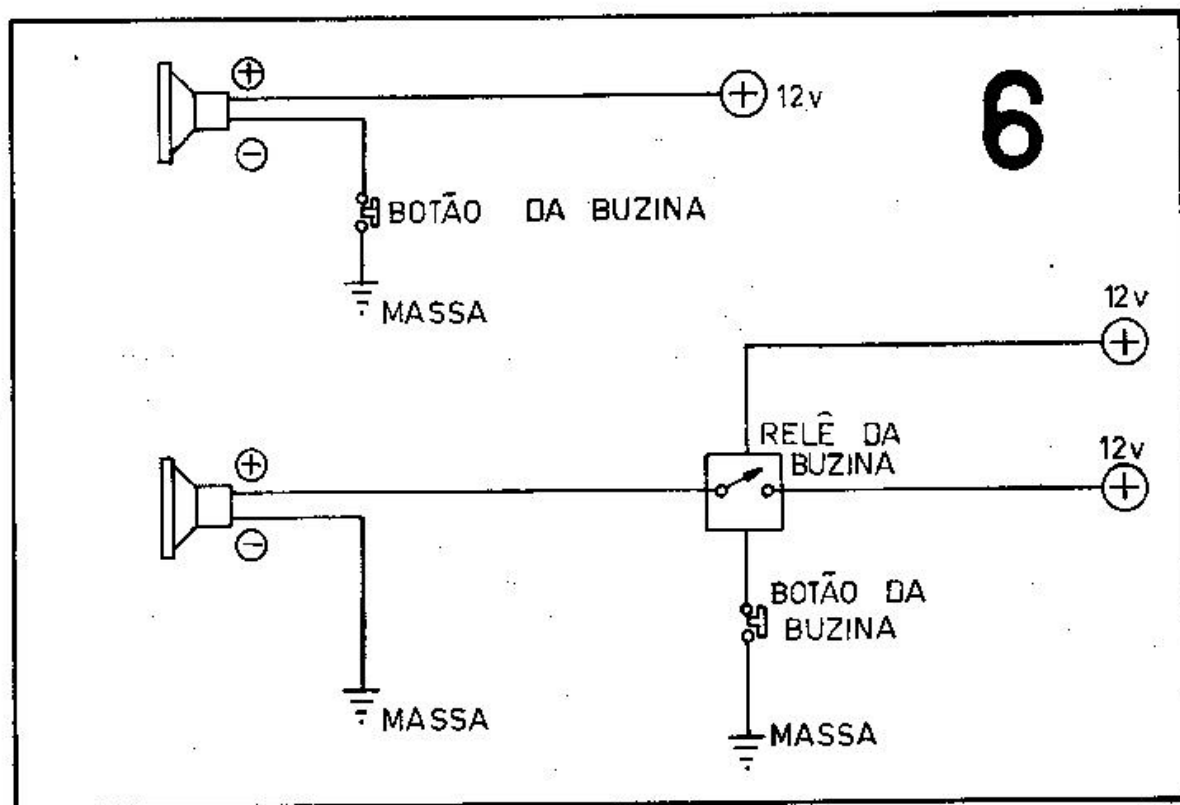 +
12v
6
−
BOTÃO DA BUZINA
MASSA
12v
+
RELÊ DA
BUZINA
12v
+
+
−
BOTÃO DA
BUZINA
MASSA
MASSA